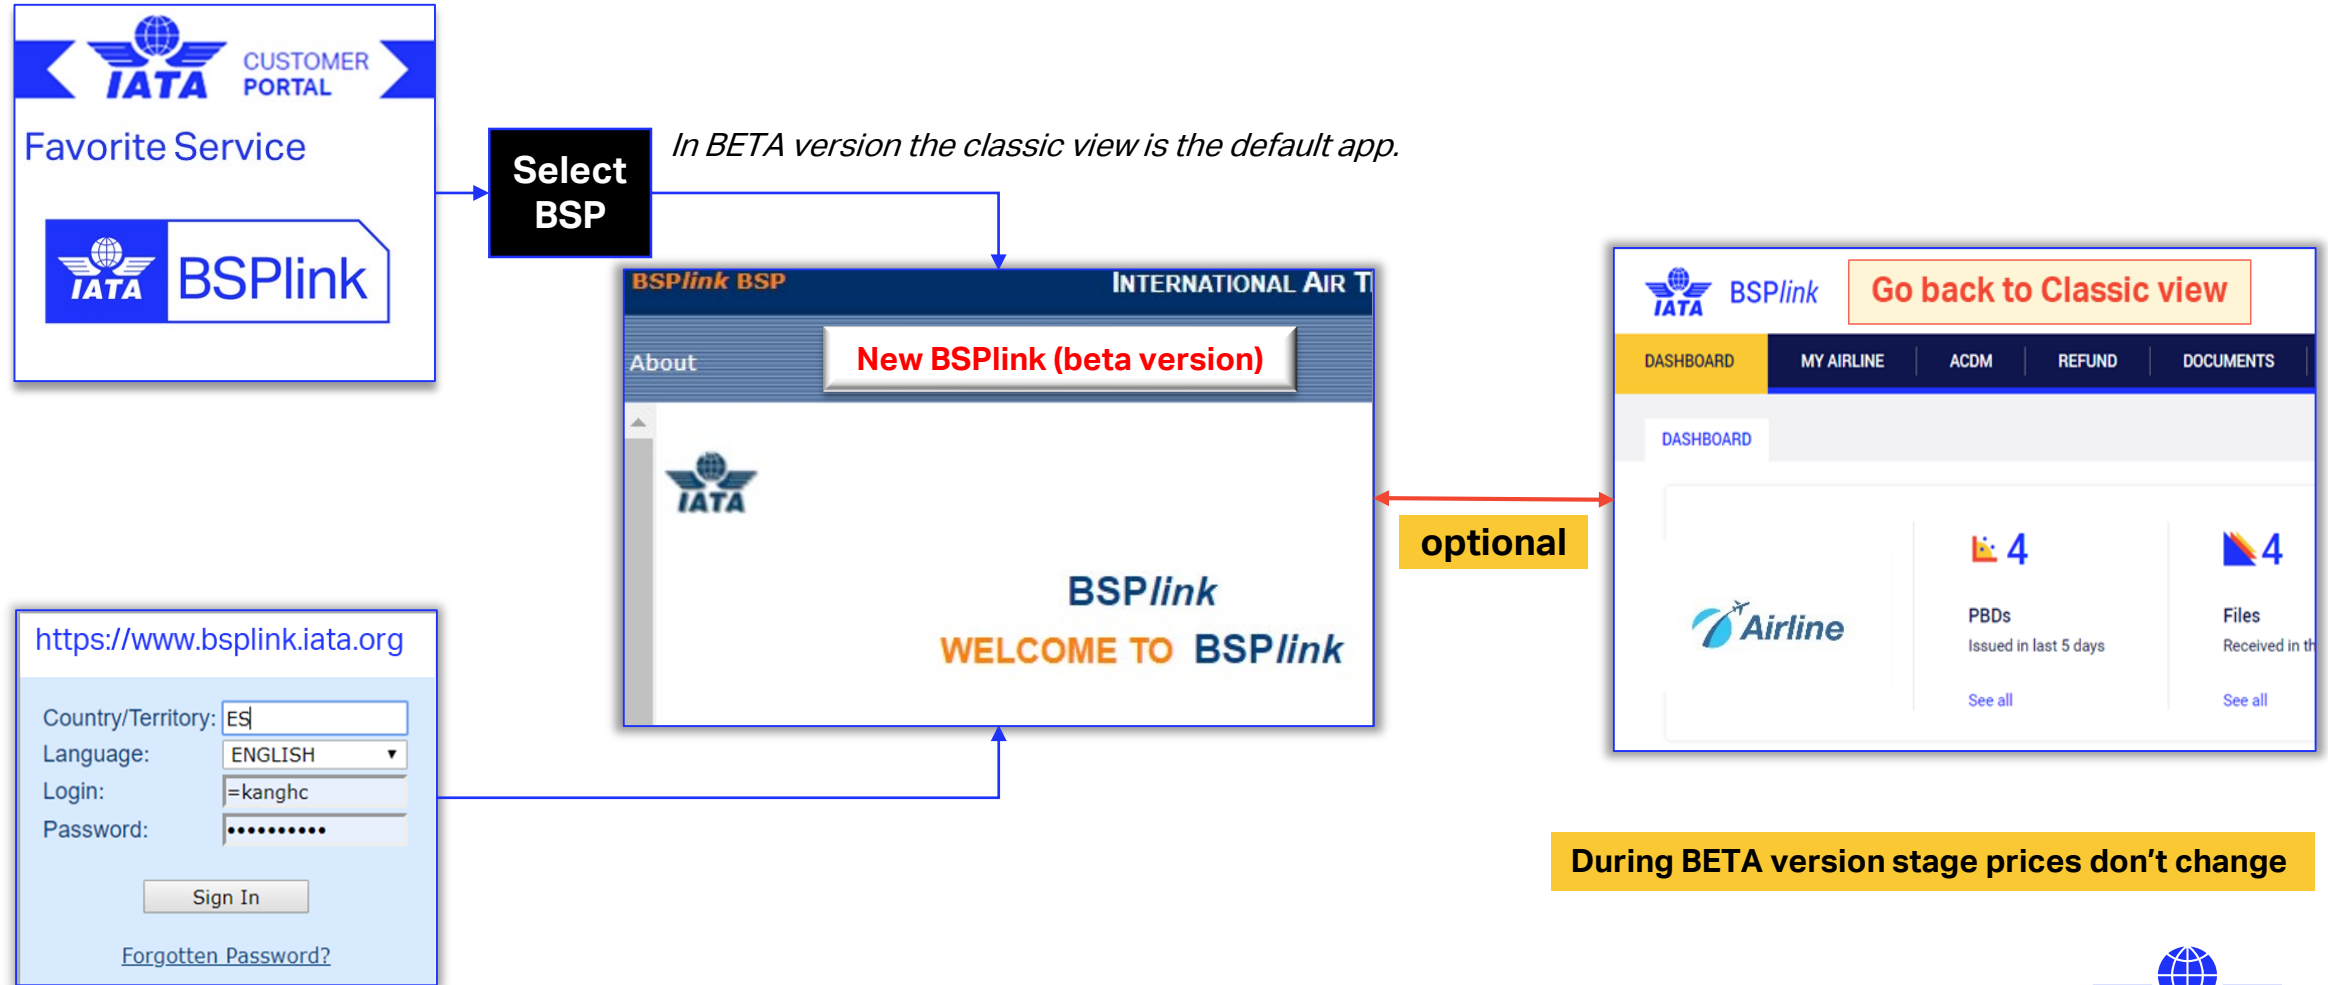 IATA
CUSTOMER
PORTAL
Favorite Service
IATA
BSPlink
Select
BSP
In BETA version the classic view is the default app.
BSPlink BSP
INTERNATIONAL AIR
About
New BSPlink (beta version)
IATA
BSPlink
WELCOME TO BSPlink
optional
IATA
BSPlink
Go back to Classic view
DASHBOARD
MY AIRLINE
ACDM
REFUND
DOCUMENTS
DASHBOARD
Airline
4
PBDs
Issued in last 5 days
See all
4
Files
Received in
See all
https://www.bsplink.iata.org
Country/Territory: ES
Language: ENGLISH
Login: =kanghc
Password: ••••••••••
Sign In
Forgotten Password?
During BETA version stage prices don't change